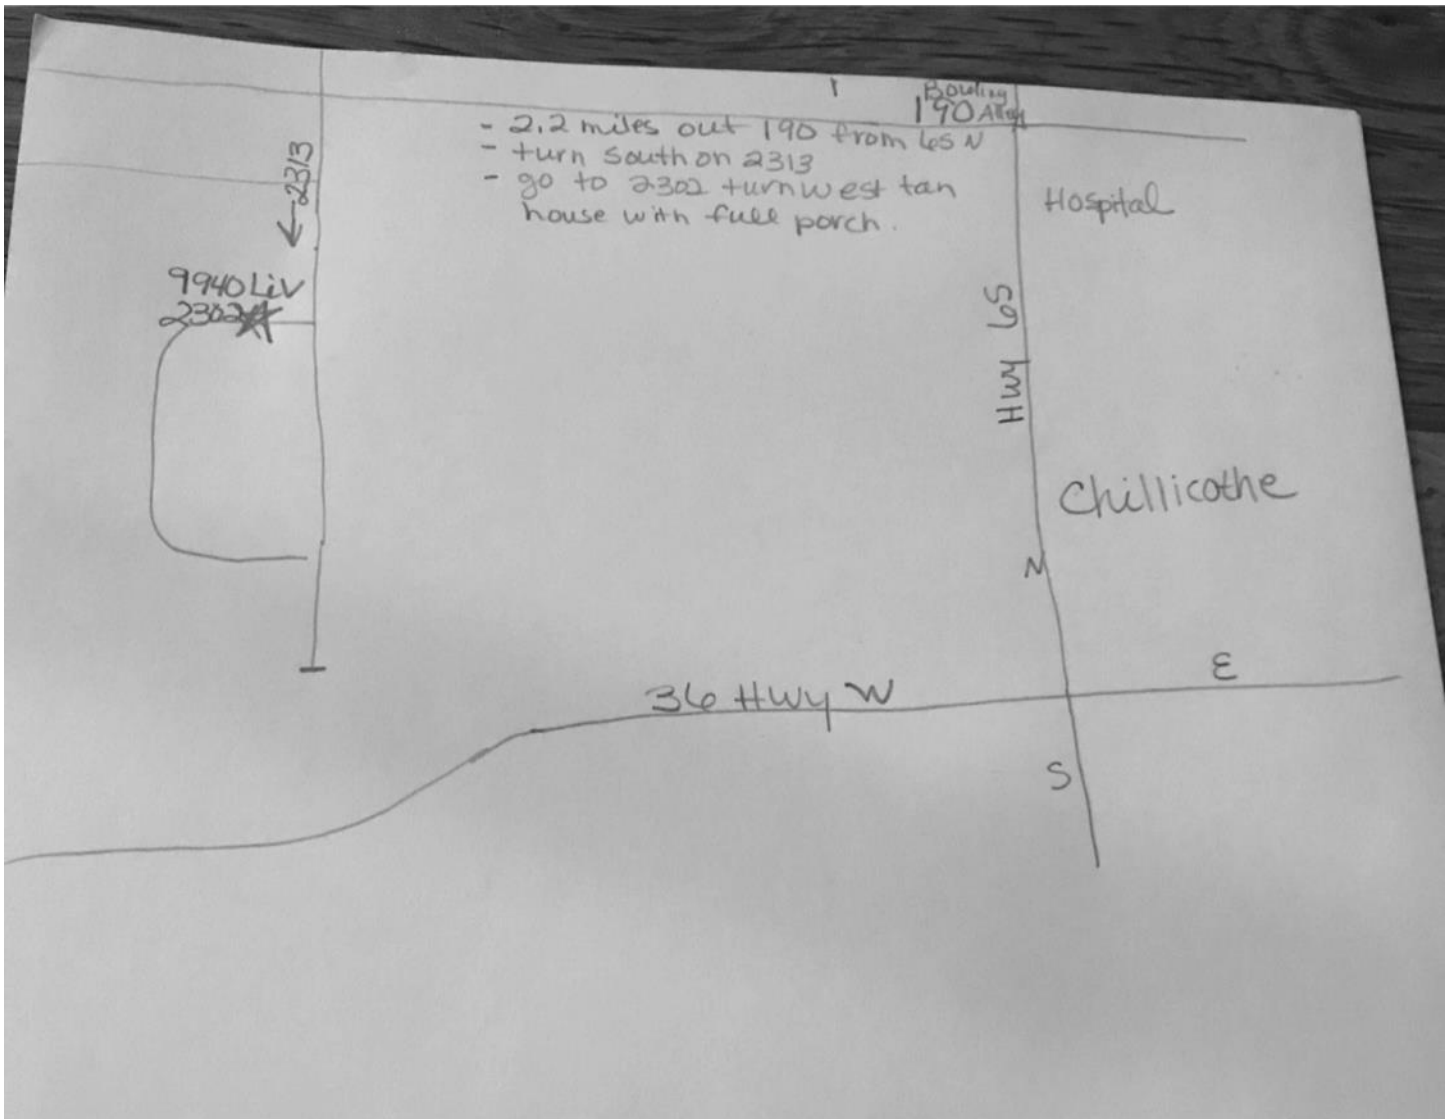 Bowling
190 Alley
- 2.2 miles out 190 from 65 N
- turn south on 2313
- go to 2302 turn west tan
house with full porch.
←2313
Hospital
9940 Liv
2302
Hwy 65
Chillicothe
N
E
36 Hwy W
S